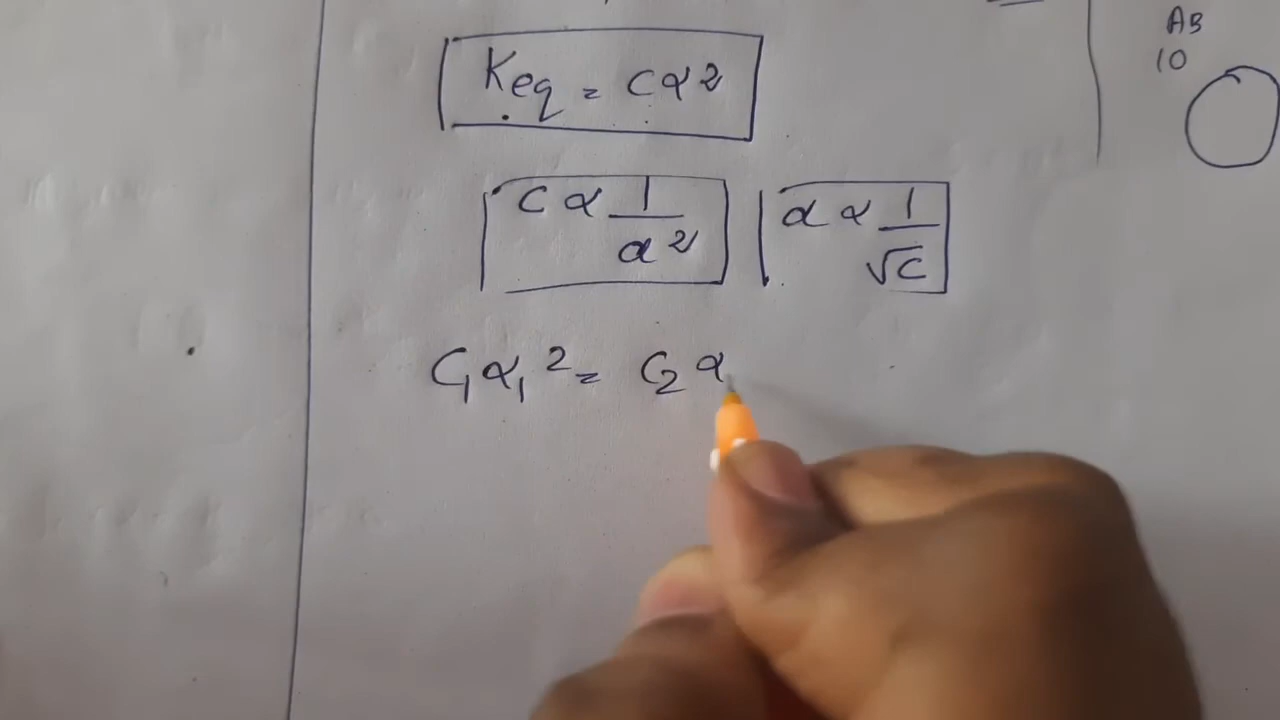 AB
10
Keq = Cα²
C ∝ 1/α²
α ∝ 1/√C
C₁α₁² = C₂α